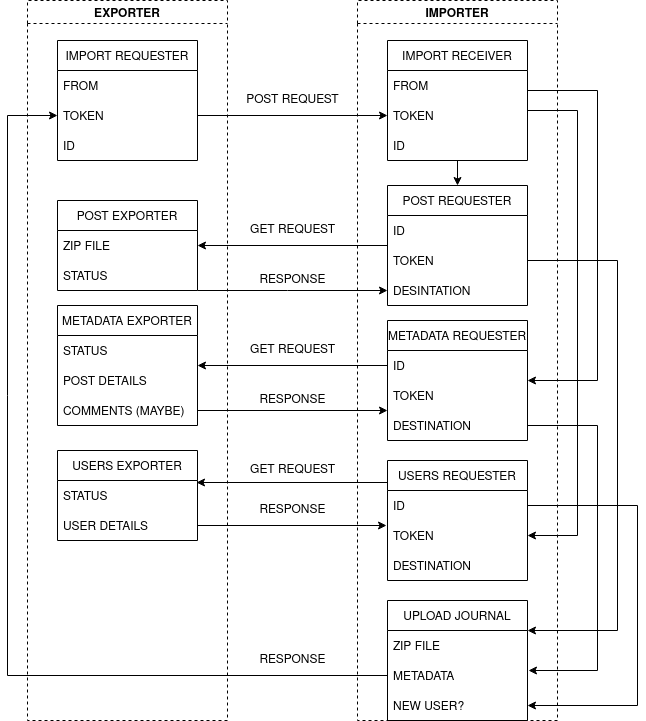 EXPORTER
IMPORTER
IMPORT REQUESTER
FROM
TOKEN
ID
POST REQUEST
IMPORT RECEIVER
FROM
TOKEN
ID
POST EXPORTER
ZIP FILE
STATUS
GET REQUEST
RESPONSE
POST REQUESTER
ID
TOKEN
DESINTATION
METADATA EXPORTER
STATUS
POST DETAILS
COMMENTS (MAYBE)
GET REQUEST
RESPONSE
METADATA REQUESTER
ID
TOKEN
DESTINATION
USERS EXPORTER
STATUS
USER DETAILS
GET REQUEST
RESPONSE
USERS REQUESTER
ID
TOKEN
DESTINATION
RESPONSE
UPLOAD JOURNAL
ZIP FILE
METADATA
NEW USER?